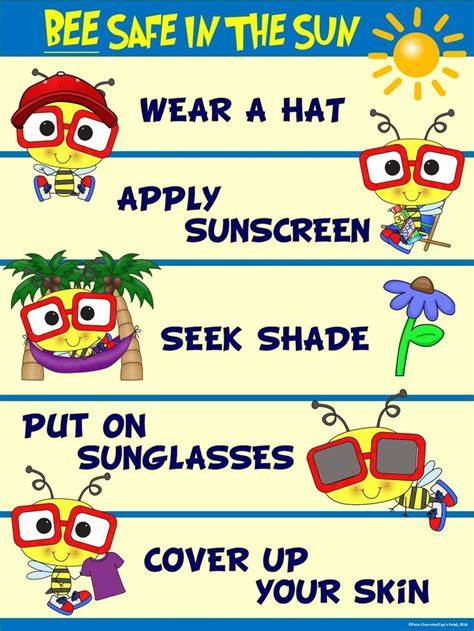 BEE SAFE IN THE SUN
WEAR A HAT
APPLY
SUNSCREEN
SEEK SHADE
PUT ON
SUNGLASSES
COVER UP
YOUR SKIN